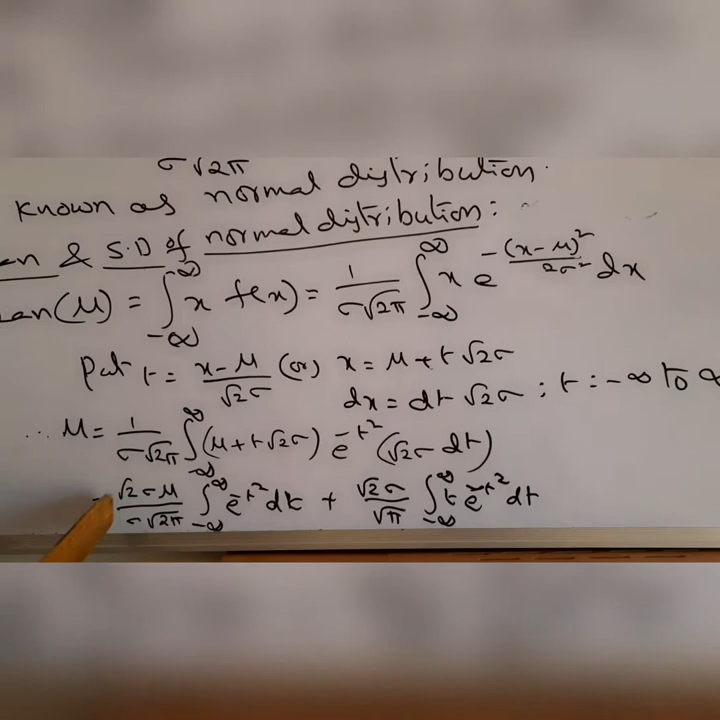 σ√2π
known as normal distribution.
& S.D of normal distribution:
(μ) = ∫_{-∞}^{∞} x f(x) = 1/(σ√2π) ∫_{-∞}^{∞} x e^{-(x-μ)²/2σ²} dx
Put t = (x-μ)/(√2σ) (or) x = μ + t√2σ
dx = dt √2σ ; t : -∞ to ∞
∴ μ = 1/(σ√2π) ∫_{-∞}^{∞} (μ + t√2σ) e^{-t²} (√2σ dt)
= √2σμ/(σ√2π) ∫_{-∞}^{∞} e^{-t²} dt + √2σ/√π ∫_{-∞}^{∞} t e^{-t²} dt